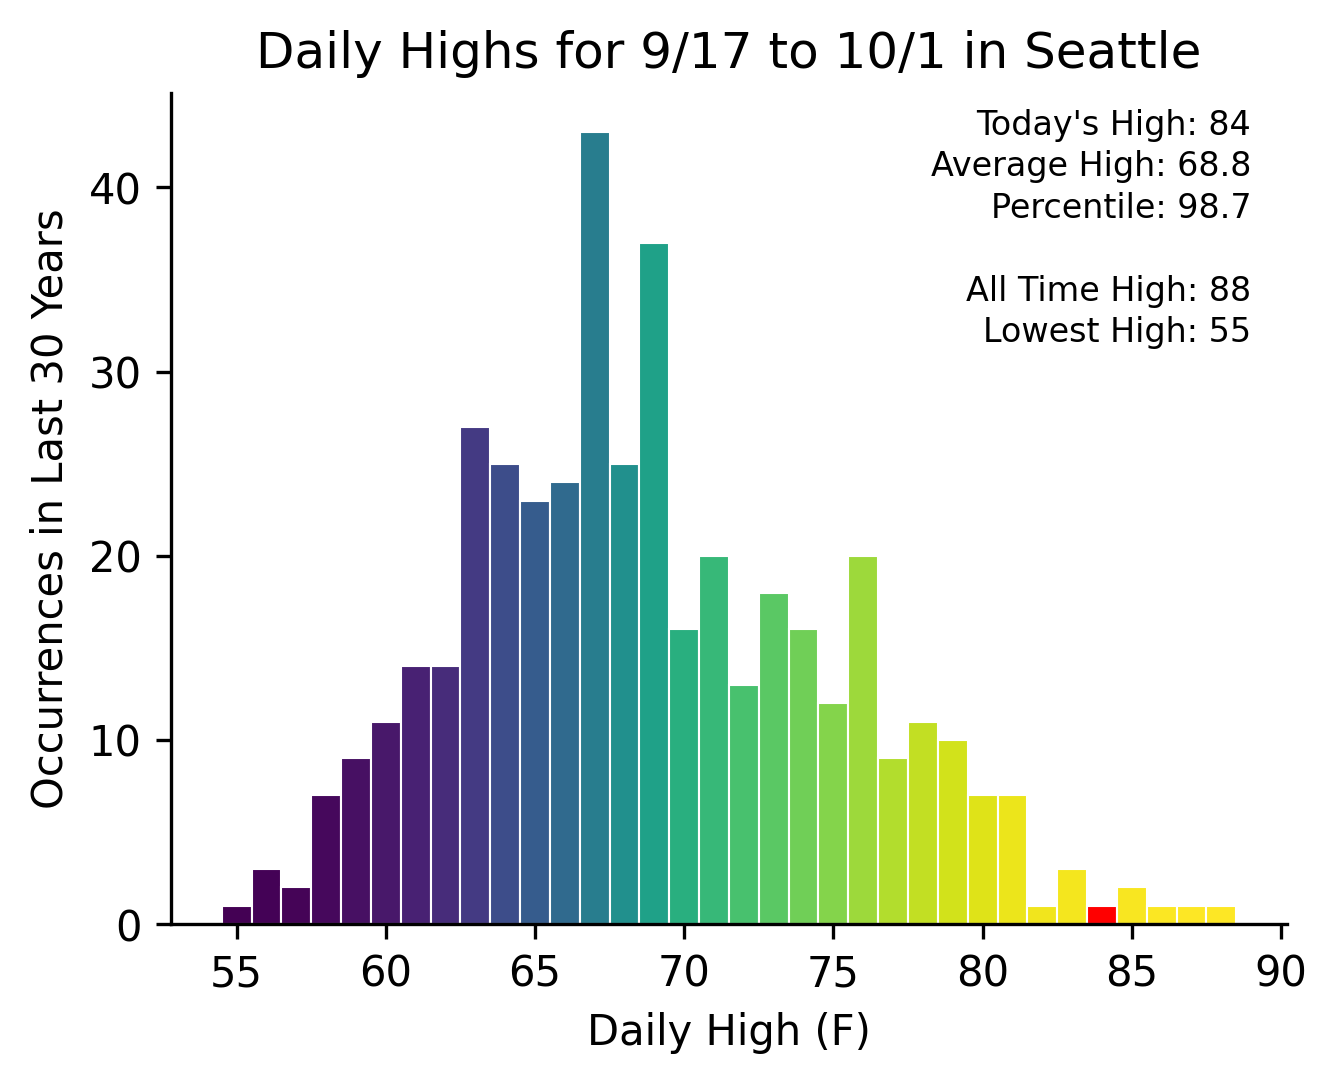 Daily Highs for 9/17 to 10/1 in Seattle
Today's High: 84
Average High: 68.8
Percentile: 98.7
All Time High: 88
Lowest High: 55
Occurrences in Last 30 Years
40
30
20
10
0
55 60 65 70 75 80 85 90
Daily High (F)